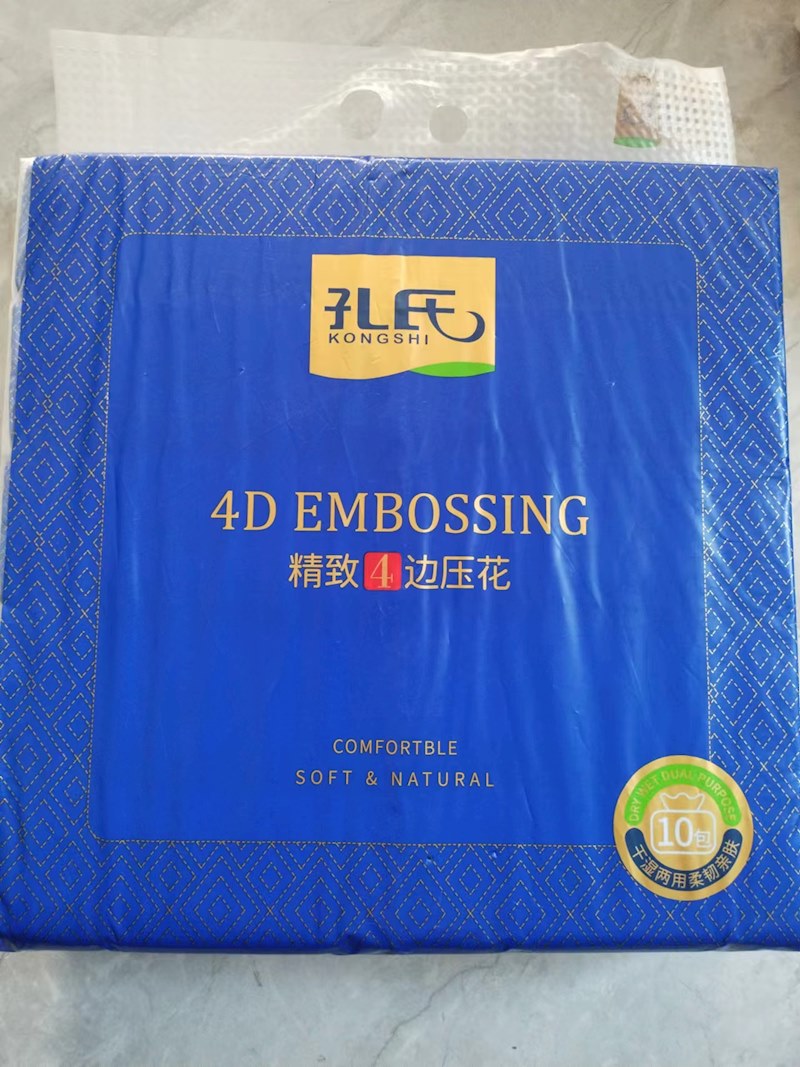 孔氏
KONGSHI
4D EMBOSSING
精致4边压花
COMFORTBLE
SOFT & NATURAL
DRY WET DUAL PURPOSE
10包
干湿两用柔韧亲肤